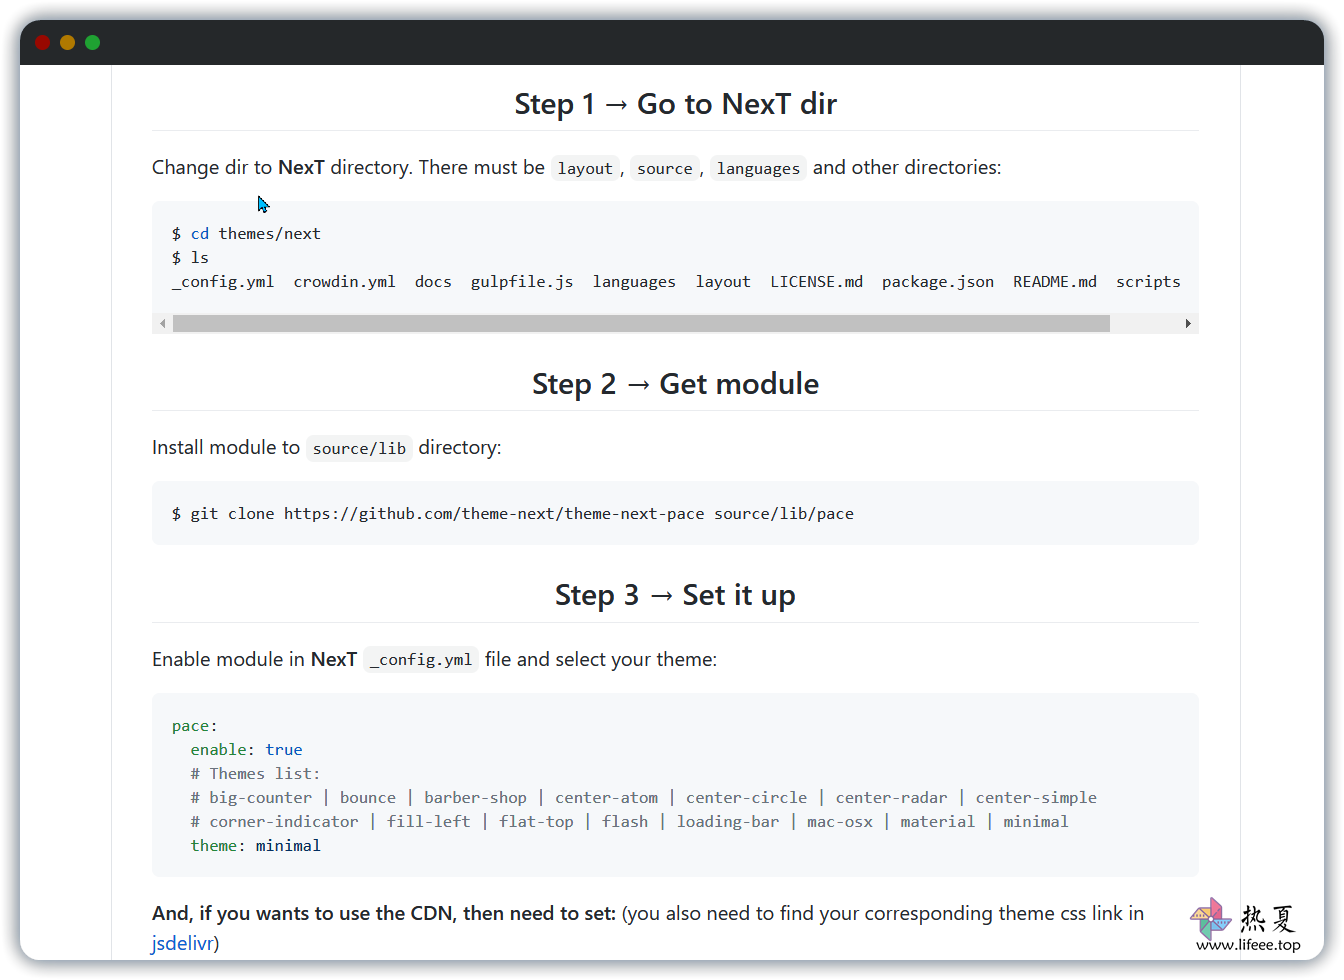 Step 1 → Go to NexT dir
Change dir to NexT directory. There must be layout, source, languages and other directories:
$ cd themes/next
$ ls
_config.yml  crowdin.yml  docs  gulpfile.js  languages  layout  LICENSE.md  package.json  README.md  scripts
Step 2 → Get module
Install module to source/lib directory:
$ git clone https://github.com/theme-next/theme-next-pace source/lib/pace
Step 3 → Set it up
Enable module in NexT _config.yml file and select your theme:
pace:
  enable: true
  # Themes list:
  # big-counter | bounce | barber-shop | center-atom | center-circle | center-radar | center-simple
  # corner-indicator | fill-left | flat-top | flash | loading-bar | mac-osx | material | minimal
  theme: minimal
And, if you wants to use the CDN, then need to set: (you also need to find your corresponding theme css link in
jsdelivr)
热夏
www.lifeee.top